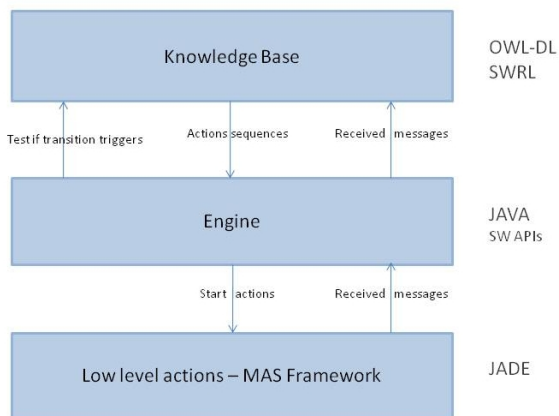 Knowledge Base
OWL-DL
SWRL
Test if transition triggers
Actions sequences
Received messages
Engine
JAVA
SW APIs
Start actions
Received messages
Low level actions – MAS Framework
JADE